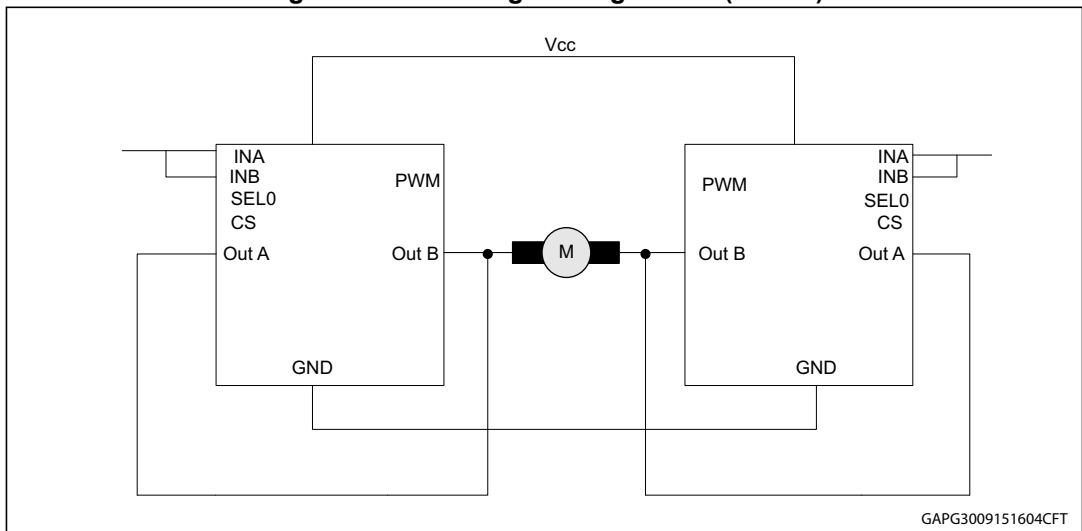 Vcc
INA
INB
SEL0
CS
PWM
Out A
Out B
GND
M
INA
INB
SEL0
CS
PWM
Out B
Out A
GND
GAPG3009151604CFT